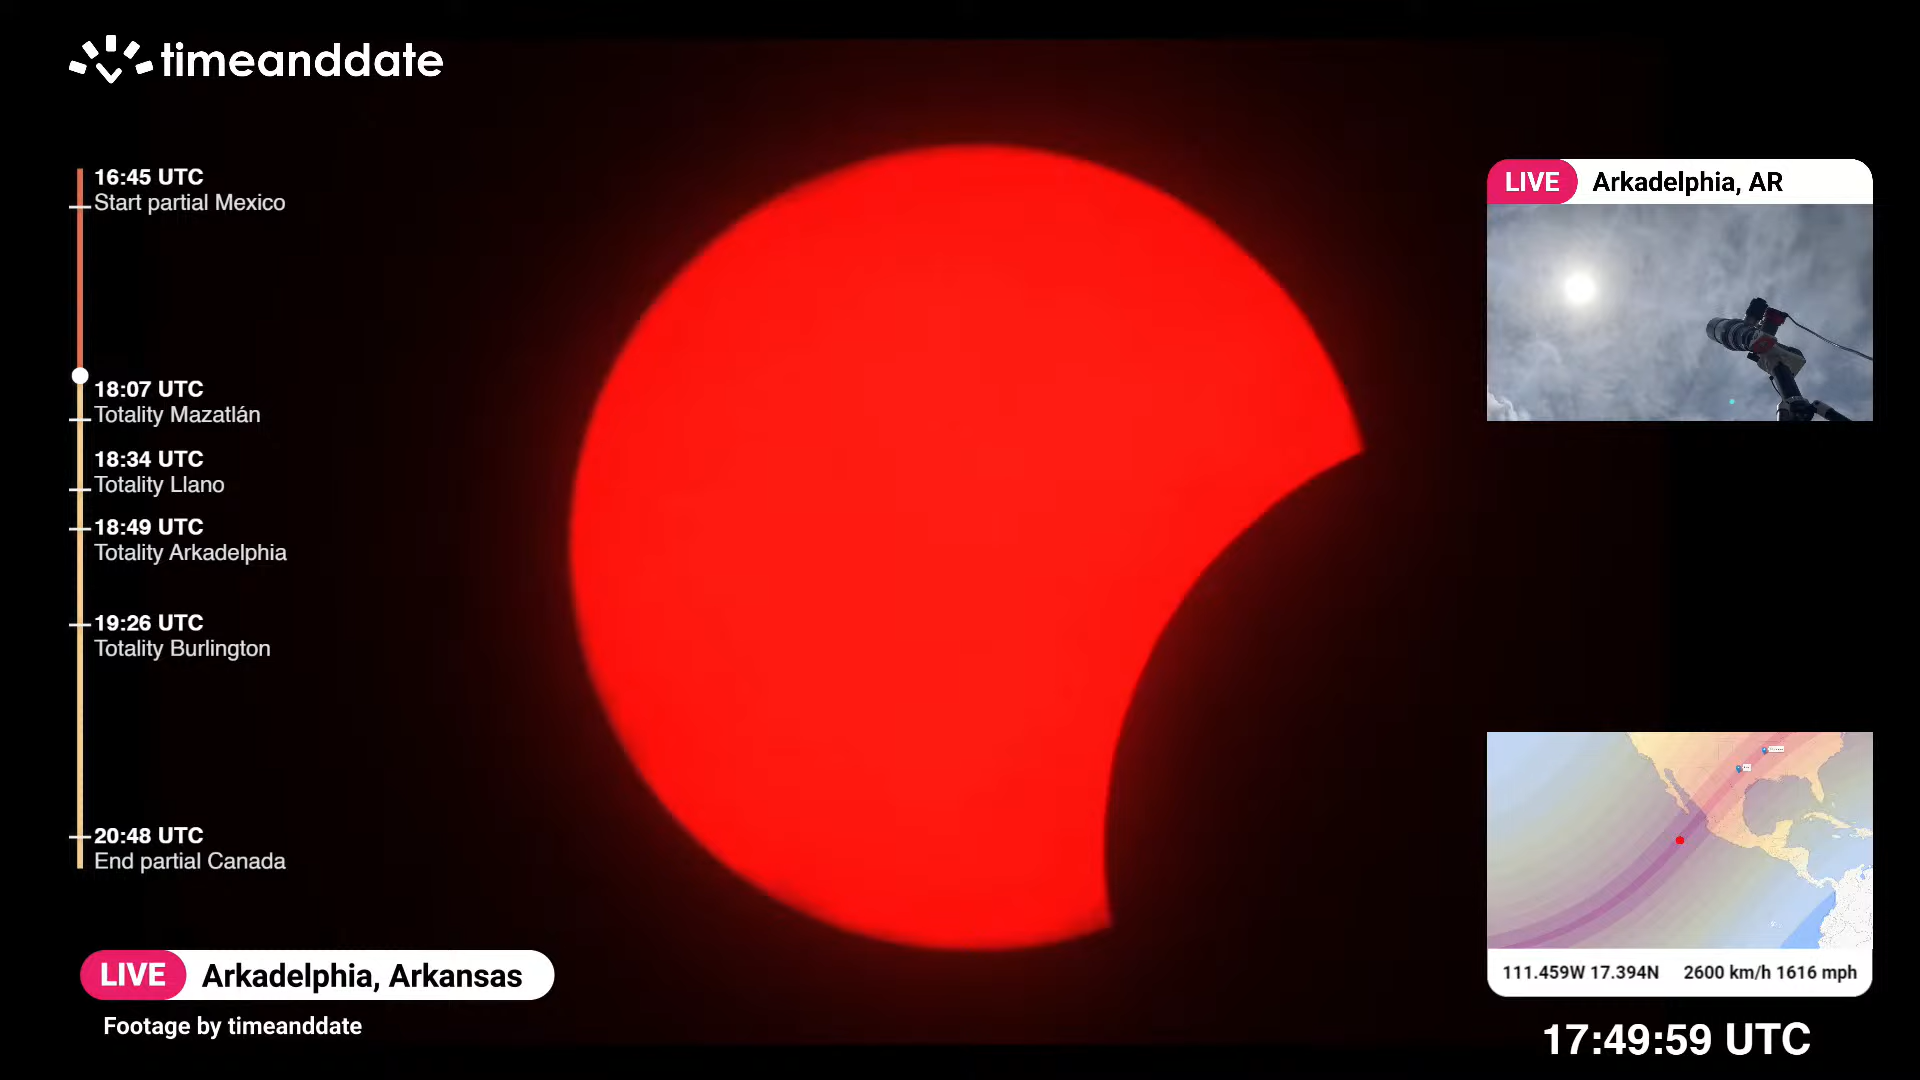 timeanddate
16:45 UTC
Start partial Mexico
18:07 UTC
Totality Mazatlán
18:34 UTC
Totality Llano
18:49 UTC
Totality Arkadelphia
19:26 UTC
Totality Burlington
20:48 UTC
End partial Canada
LIVE Arkadelphia, Arkansas
Footage by timeanddate
LIVE Arkadelphia, AR
111.459W 17.394N 2600 km/h 1616 mph
17:49:59 UTC